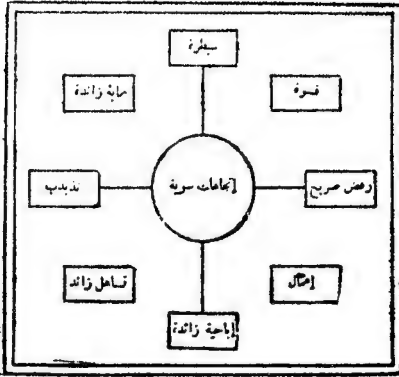 سيطرة
قسوة
حماية زائدة
رفض صريح
إتجاهات سوية
تذبذب
إهمال
تساهل زائد
إباحية زائدة